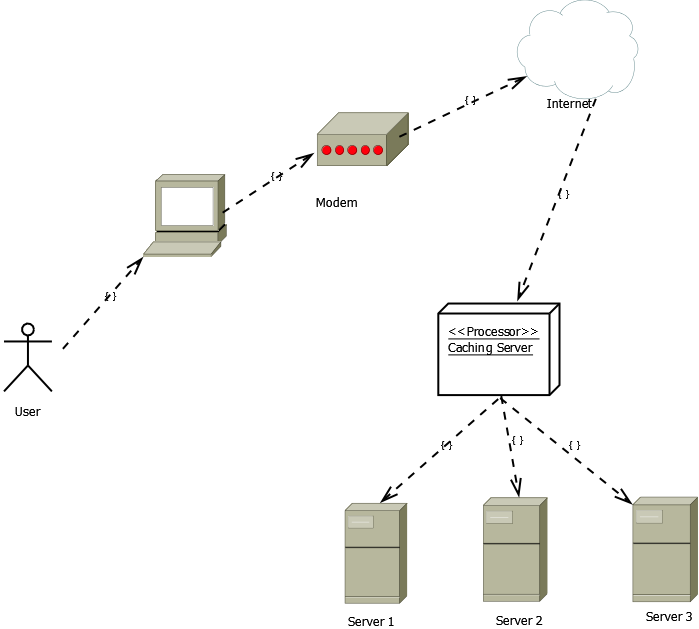 Internet
{ }
{ }
Modem
{ }
{ }
<<Processor>>
Caching Server
User
{ }
{ }
{ }
{ }
Server 1
Server 2
Server 3